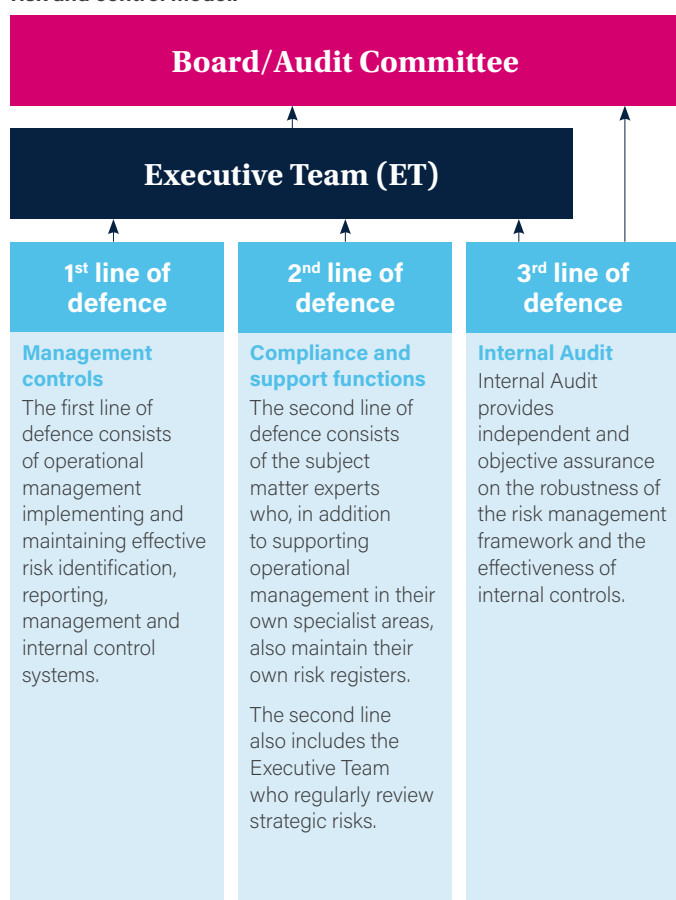 risk and control model.
Board/Audit Committee
Executive Team (ET)
1st line of
defence
Management
controls
The first line of
defence consists
of operational
management
implementing and
maintaining effective
risk identification,
reporting,
management and
internal control
systems.
2nd line of
defence
Compliance and
support functions
The second line of
defence consists
of the subject
matter experts
who, in addition
to supporting
operational
management in their
own specialist areas,
also maintain their
own risk registers.
The second line
also includes the
Executive Team
who regularly review
strategic risks.
3rd line of
defence
Internal Audit
Internal Audit
provides
independent and
objective assurance
on the robustness of
the risk management
framework and the
effectiveness of
internal controls.